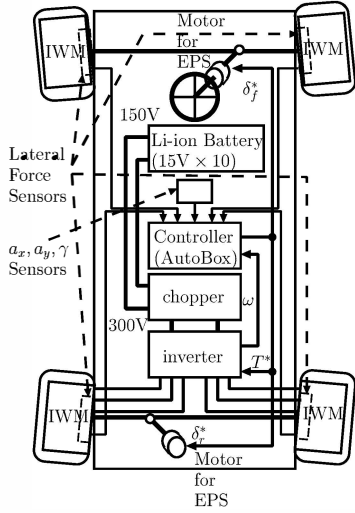 Motor
for
EPS
IWM
IWM
δ*f
150V
Li-ion Battery
(15V × 10)
Lateral
Force
Sensors
ax, ay, γ
Sensors
Controller
(AutoBox)
chopper
ω
300V
inverter
T*
IWM
IWM
δ*r
Motor
for
EPS